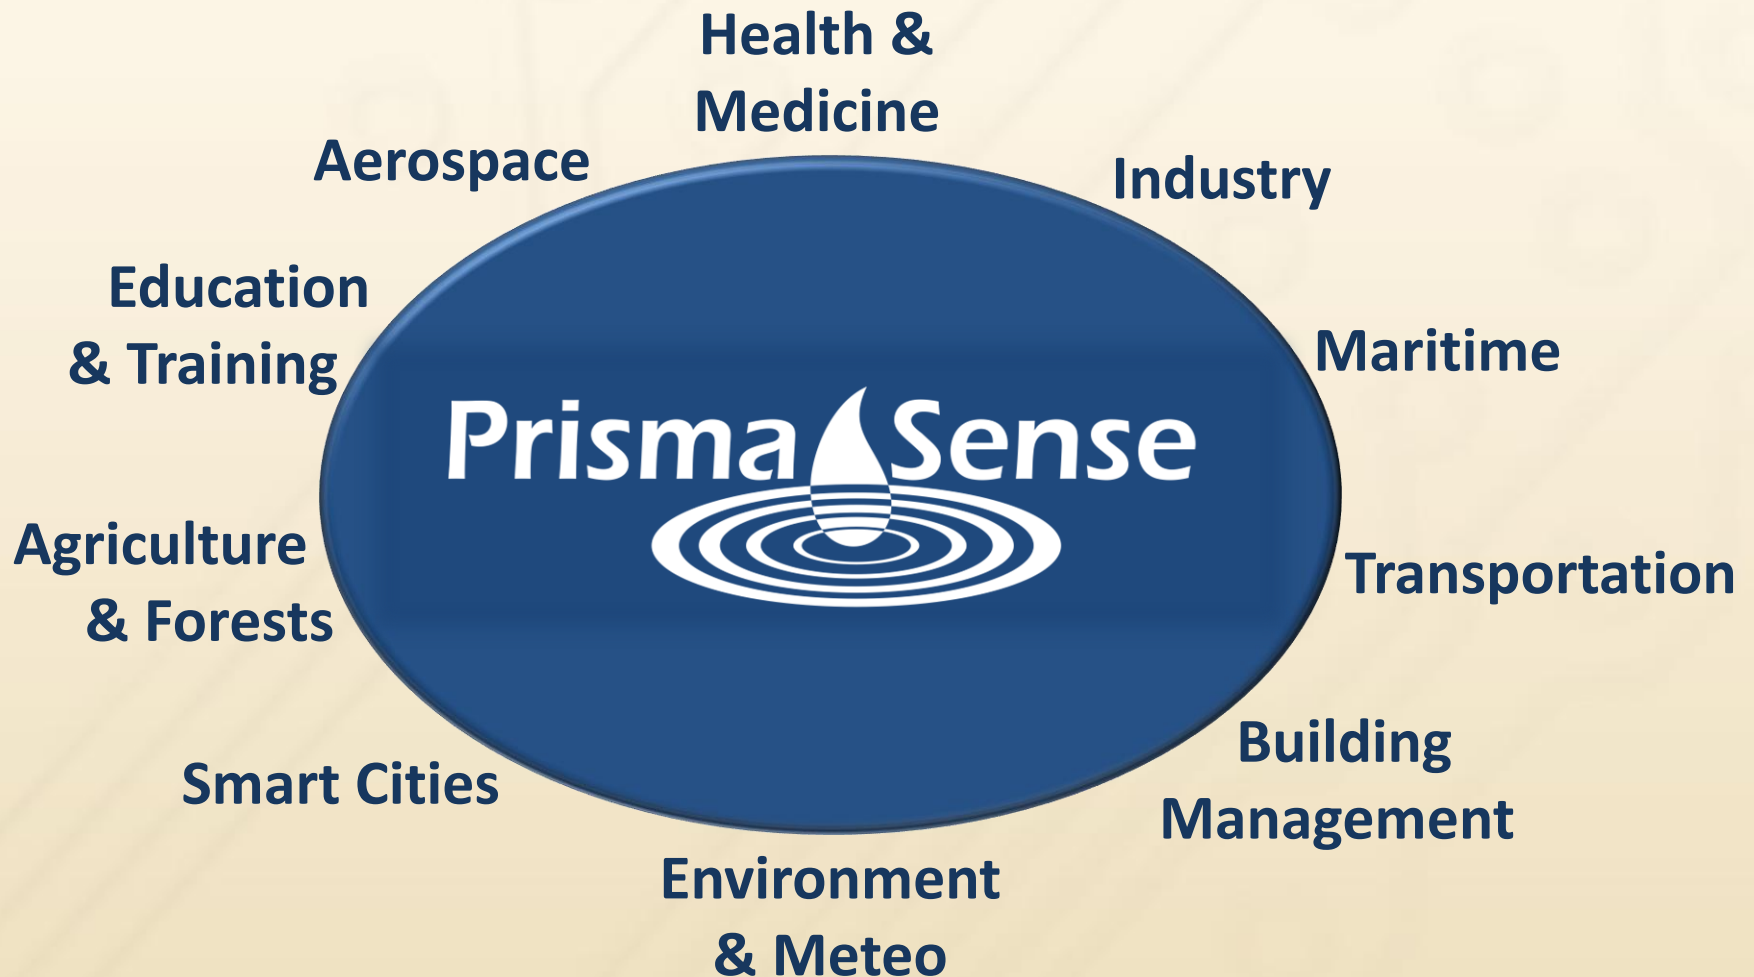 Health &
Medicine
Aerospace
Industry
Education
& Training
Maritime
Prisma Sense
Agriculture
& Forests
Transportation
Building
Management
Smart Cities
Environment
& Meteo